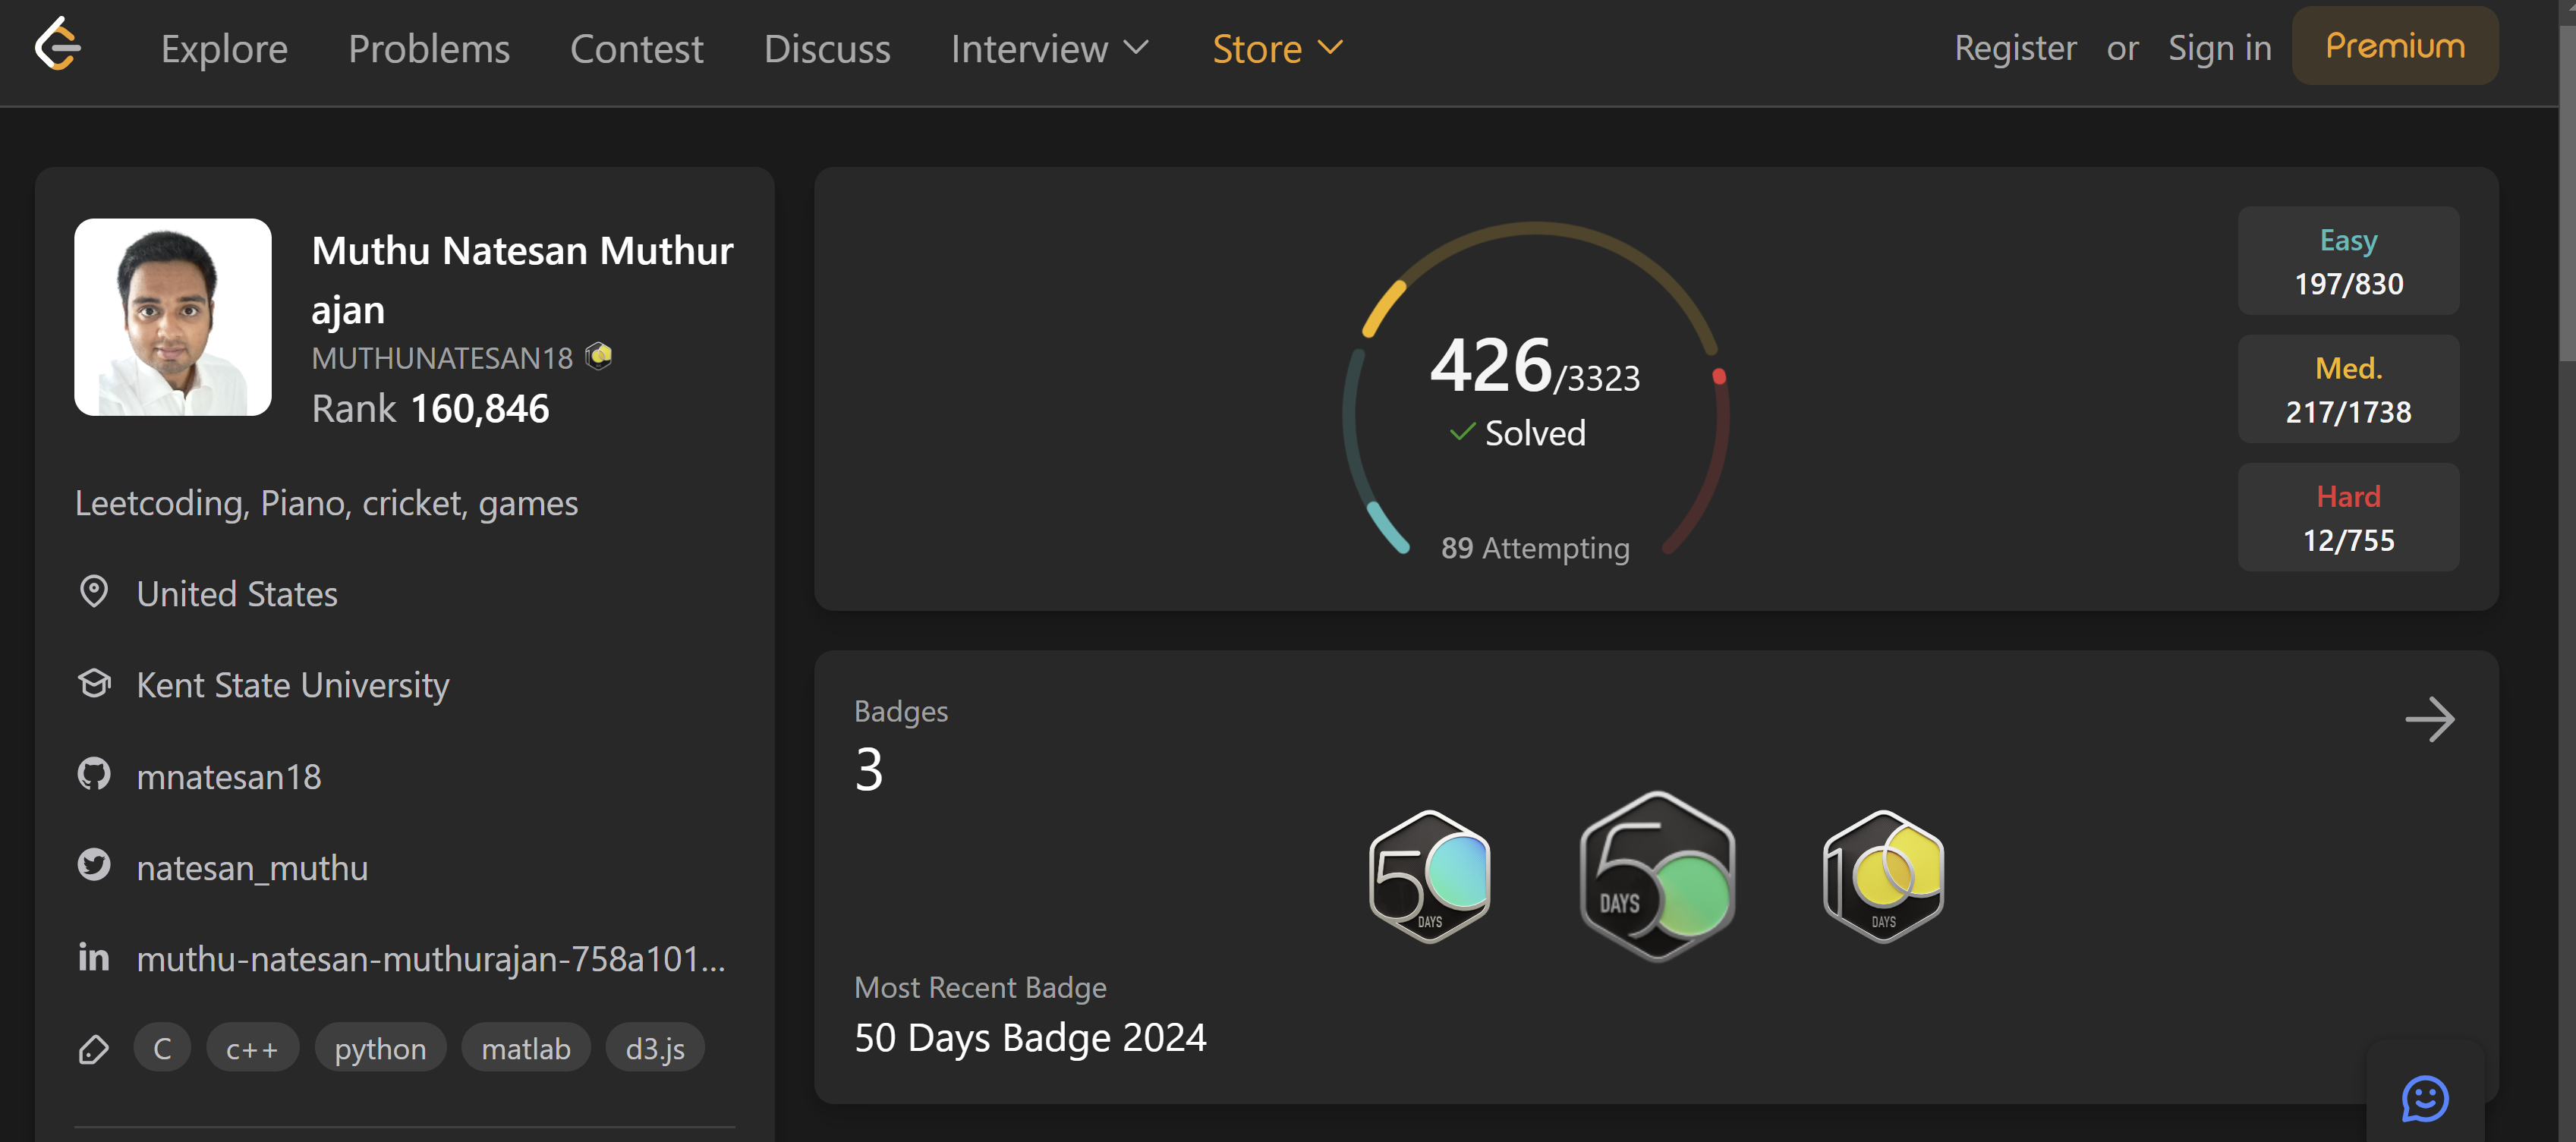 Explore Problems Contest Discuss Interview Store Register or Sign in Premium
Muthu Natesan Muthur
ajan
MUTHUNATESAN18
Rank 160,846
Leetcoding, Piano, cricket, games
United States
Kent State University
mnatesan18
natesan_muthu
in muthu-natesan-muthurajan-758a101...
C c++ python matlab d3.js
426/3323
Solved
89 Attempting
Easy
197/830
Med.
217/1738
Hard
12/755
Badges
3
50 DAYS
50 DAYS
100 DAYS
Most Recent Badge
50 Days Badge 2024